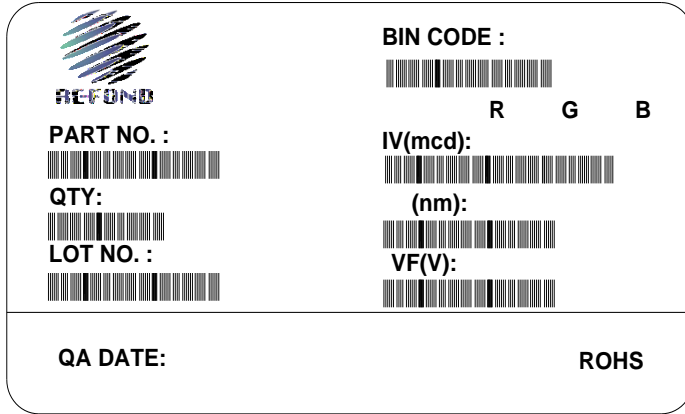 REFOND
PART NO. :
QTY:
LOT NO. :
BIN CODE :
R G B
IV(mcd):
(nm):
VF(V):
QA DATE:
ROHS